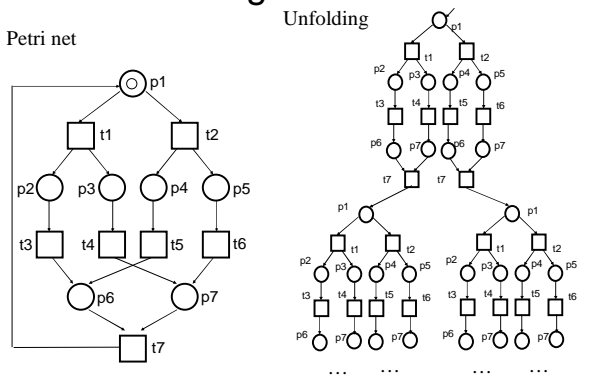 Unfolding
Petri net
p1
t1 t2
p2 p3 p4 p5
t3 t4 t5 t6
p6 p7
t7
p1
t1 t2
p2 p3 p4 p5
t3 t4 t5 t6
p6 p7 p6 p7
t7 t7
p1 p1
t1 t2 t1 t2
p2 p3 p4 p5 p2 p3 p4 p5
t3 t4 t5 t6 t3 t4 t5 t6
p6 p7 p7 p6 p7 p7
... ... ... ...